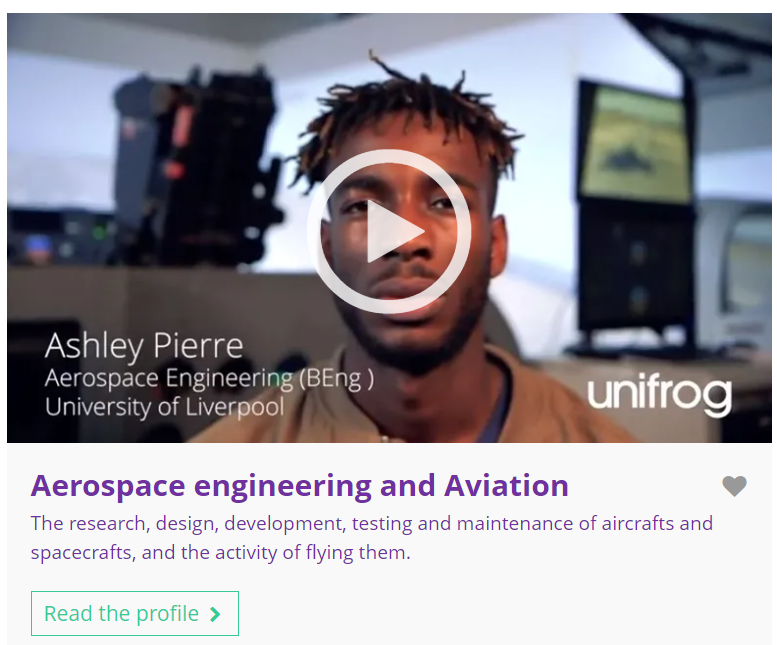 Ashley Pierre
Aerospace Engineering (BEng )
University of Liverpool
unifrog
Aerospace engineering and Aviation
The research, design, development, testing and maintenance of aircrafts and
spacecrafts, and the activity of flying them.
Read the profile